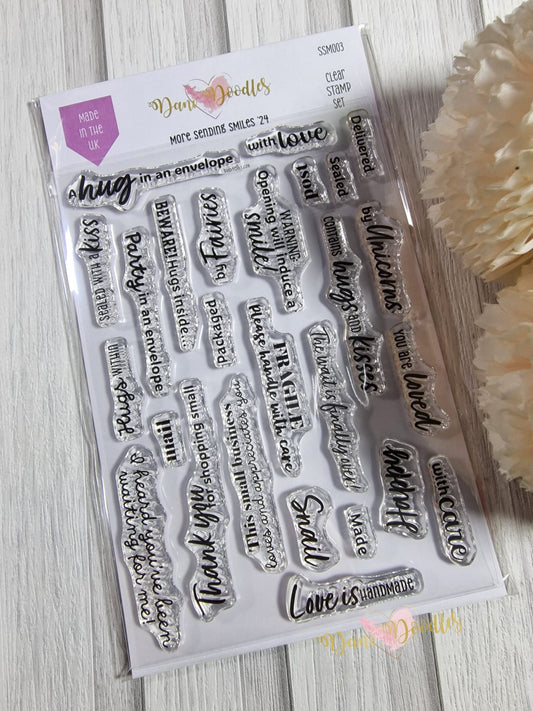 SSM003
Dani Doodles
MADE
IN THE
UK
MORE SENDING SMILES '24
CLEAR
STAMP
SET
a hug in an envelope
with love
Delivered
Sealed
Post
sealed with a kiss
Party in an envelope
BEWARE! Hugs inside...
by Fairies
WARNING:
Opening will induce a
smile!
contains hugs and kisses
by Unicorns
packaged
Hugs within
mail
Thank you for shopping small
This small business
FRAGILE
please handle with care
The wait is finally over!
you are loved
I heard you've been
waiting for me!
Snail
Made
Happy
with care
Love is HANDMADE
Dani Doodles